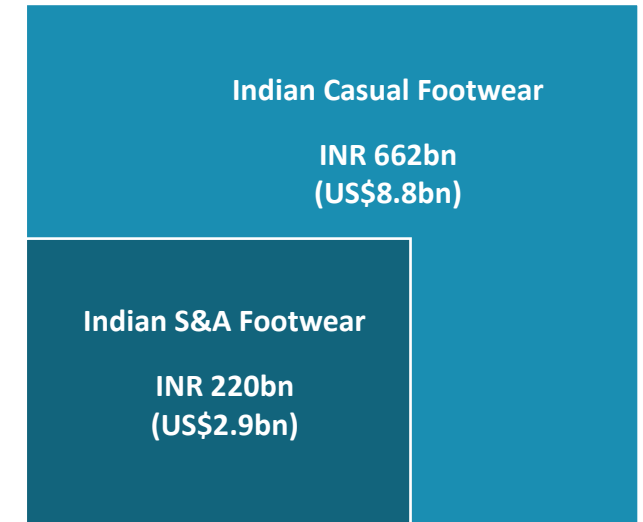 Indian Casual Footwear
INR 662bn
(US$8.8bn)
Indian S&A Footwear
INR 220bn
(US$2.9bn)